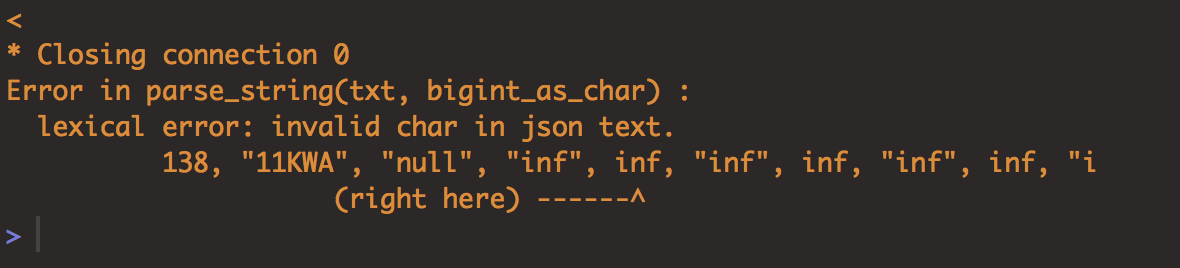 <
* Closing connection 0
Error in parse_string(txt, bigint_as_char) :
  lexical error: invalid char in json text.
          138, "11KWA", "null", "inf", inf, "inf", inf, "inf", inf, "i
                     (right here) ------^
>